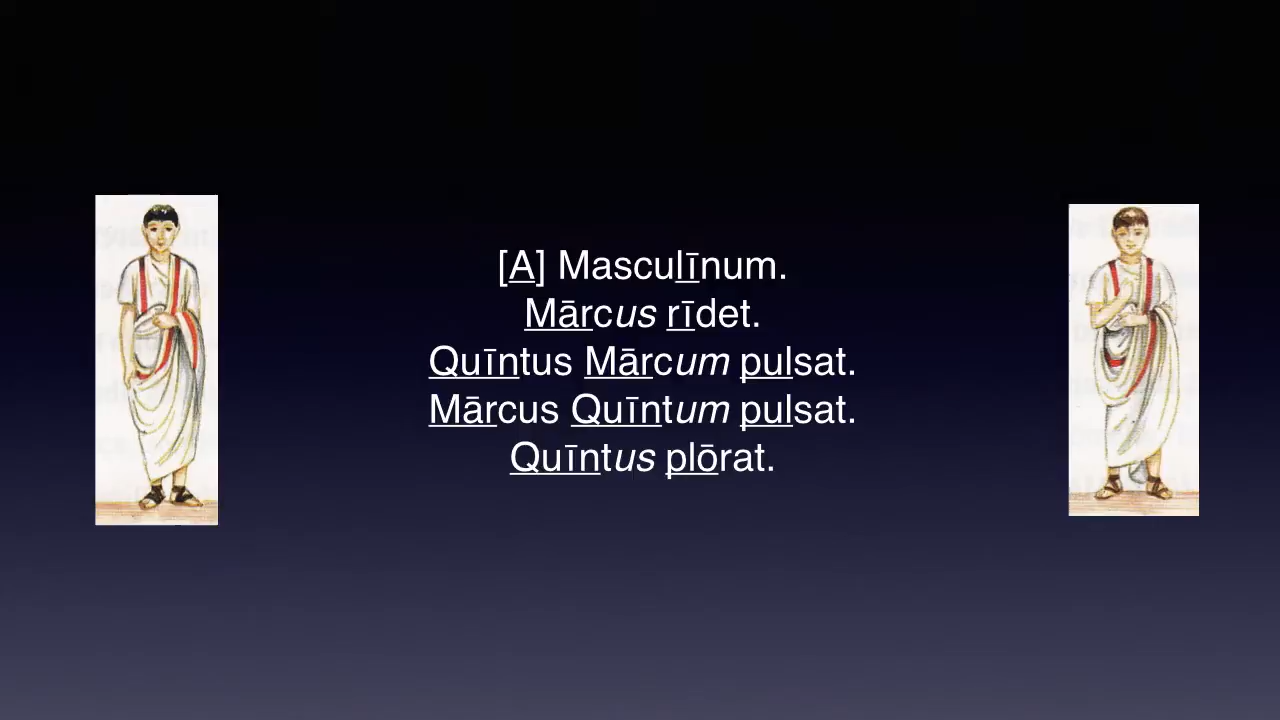 [A] Masculīnum.
Mārcus rīdet.
Quīntus Mārcum pulsat.
Mārcus Quīntum pulsat.
Quīntus plōrat.